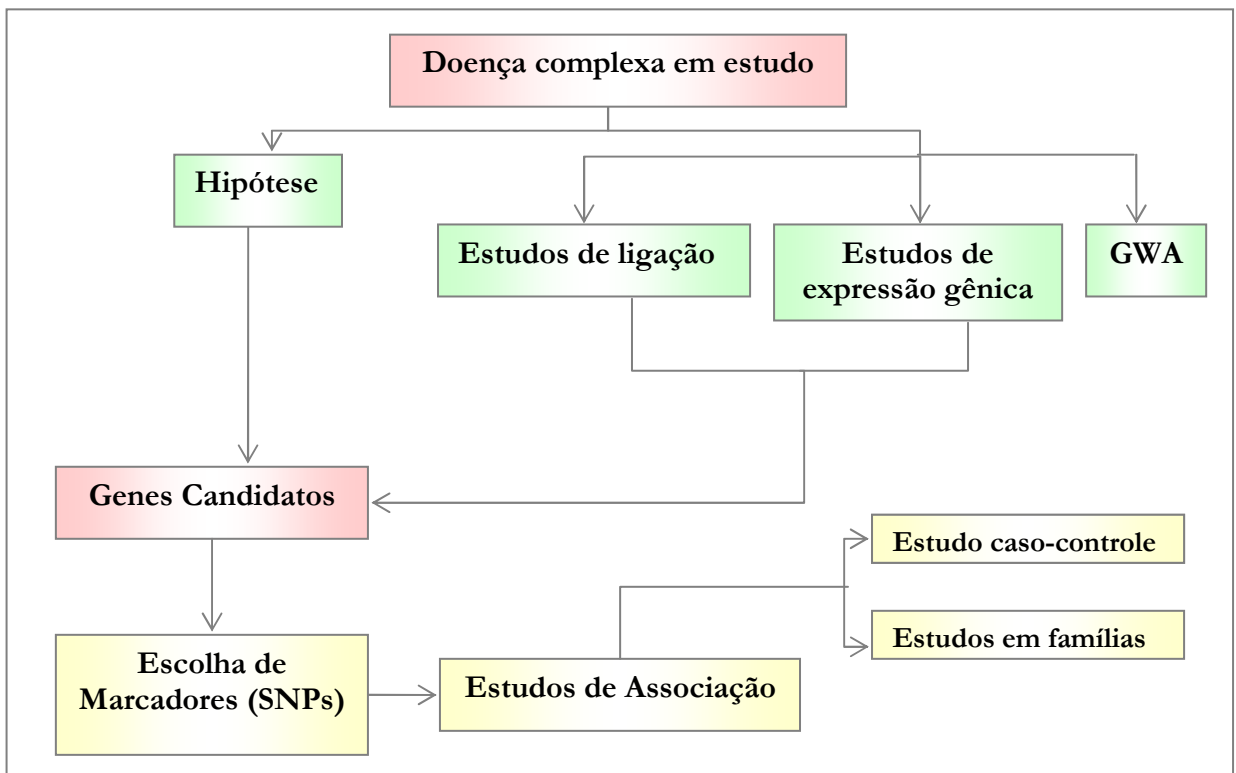 Doença complexa em estudo
Hipótese
Estudos de ligação
Estudos de
expressão gênica
GWA
Genes Candidatos
Estudo caso-controle
Estudos em famílias
Escolha de
Marcadores (SNPs)
Estudos de Associação